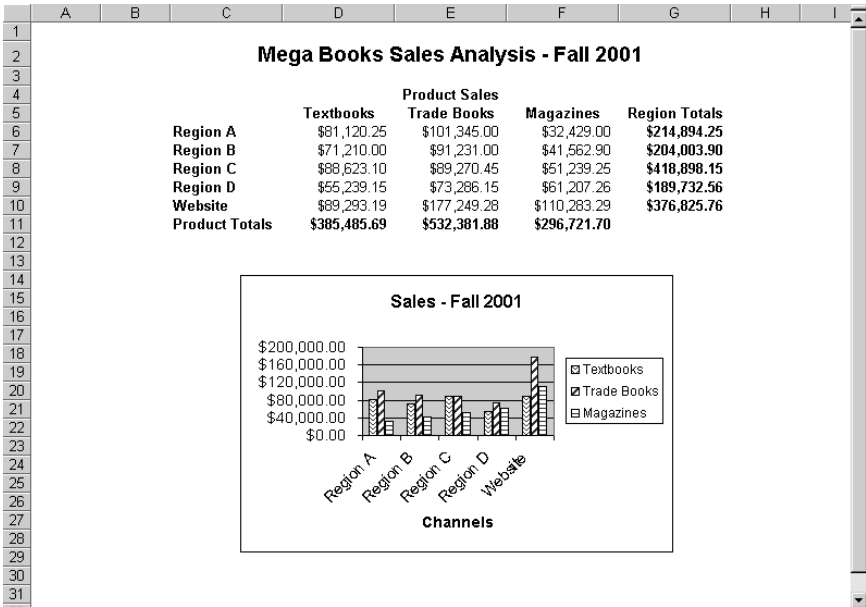 A B C D E F G H I
1
2 Mega Books Sales Analysis - Fall 2001
3
4 Product Sales
5 Textbooks Trade Books Magazines Region Totals
6 Region A $81,120.25 $101,345.00 $32,429.00 $214,894.25
7 Region B $71,210.00 $91,231.00 $41,562.90 $204,003.90
8 Region C $88,623.10 $89,270.45 $51,239.25 $418,898.15
9 Region D $55,239.15 $73,286.15 $61,207.26 $189,732.56
10 Website $89,293.19 $177,249.28 $110,283.29 $376,825.76
11 Product Totals $385,485.69 $532,381.88 $296,721.70
12
13
14
15 Sales - Fall 2001
16
17
18 $200,000.00
19 $160,000.00 Textbooks
20 $120,000.00 Trade Books
21 $80,000.00 Magazines
22 $40,000.00
23 $0.00
24
25 Region A Region B Region C Region D Website
26
27 Channels
28
29
30
31